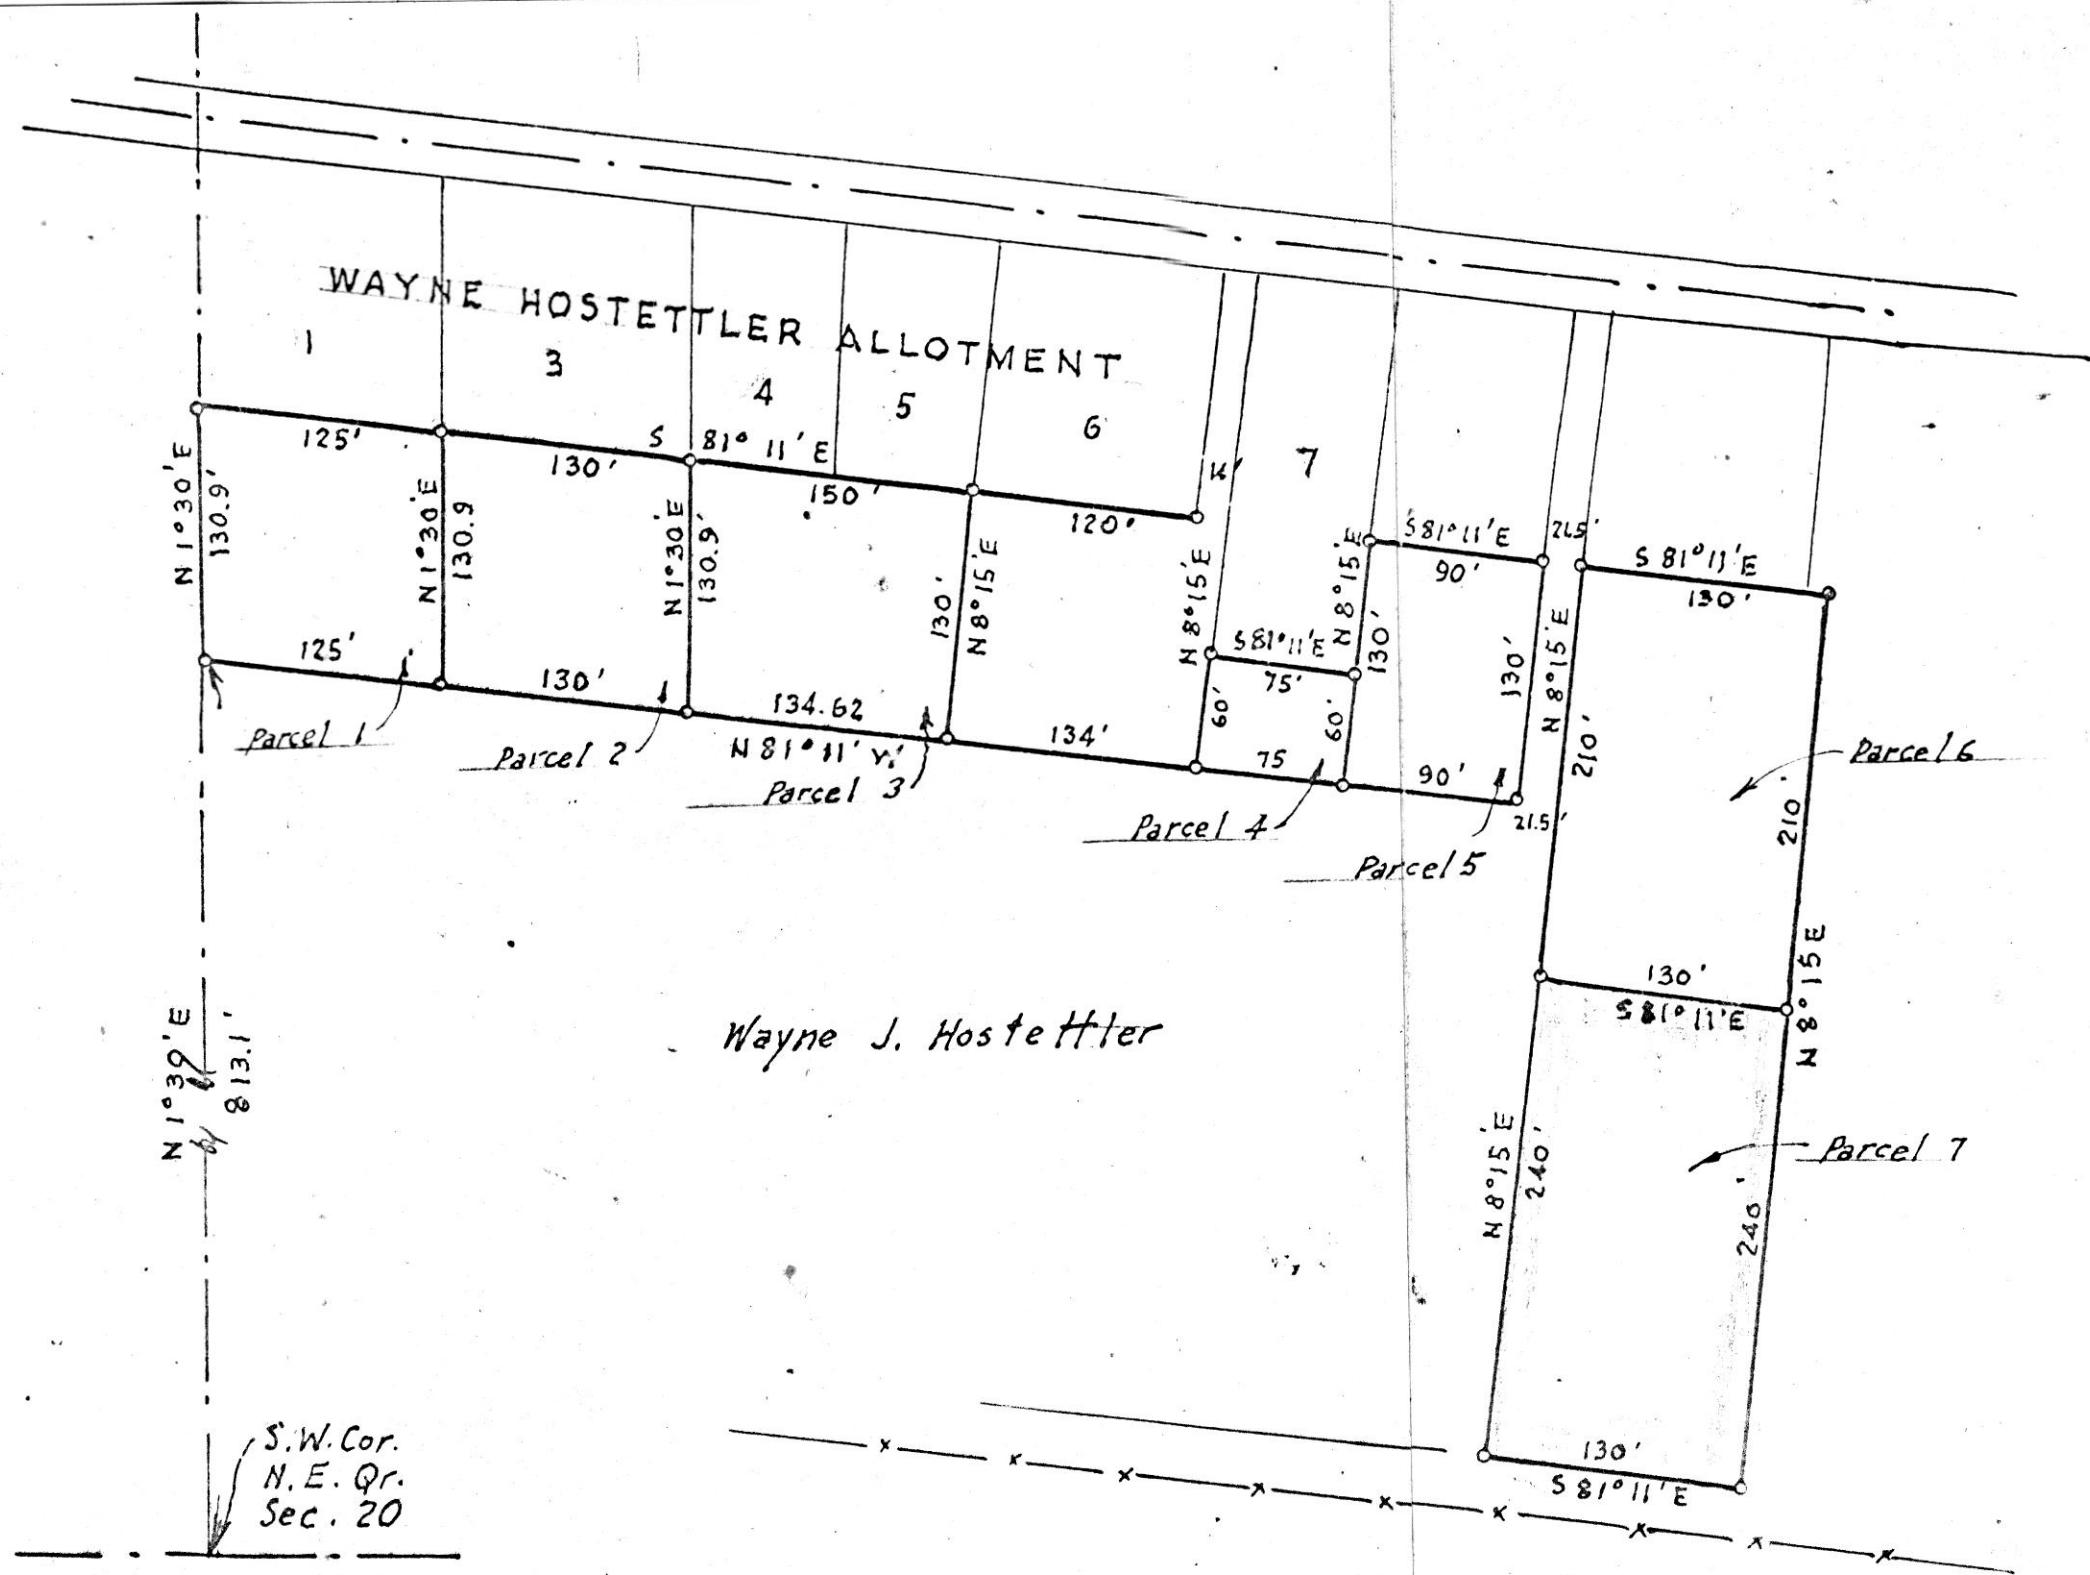 WAYNE HOSTETTLER ALLOTMENT
1
3
4
5
6
7
125'
130'
S 81° 11' E
150'
120'
N 1° 30' E
130.9'
N 1° 30' E
130.9
N 1° 30' E
130.9'
130'
N 8° 15' E
N 8° 15' E
S 81° 11' E
75'
60'
60'
N 8° 15' E
130'
S 81° 11' E
90'
21.5'
130'
N 8° 15' E
210'
S 81° 11' E
130'
210'
125'
130'
134.62
N 81° 11' W
134'
75
90'
21.5'
Parcel 1
Parcel 2
Parcel 3
Parcel 4
Parcel 5
Parcel 6
130'
S 81° 11' E
N 8° 15 E
Wayne J. Hostettler
N 1° 39' E
813.1'
N 8° 15' E
240'
240'
Parcel 7
130'
S 81° 11' E
S.W. Cor.
N. E. Qr.
Sec. 20